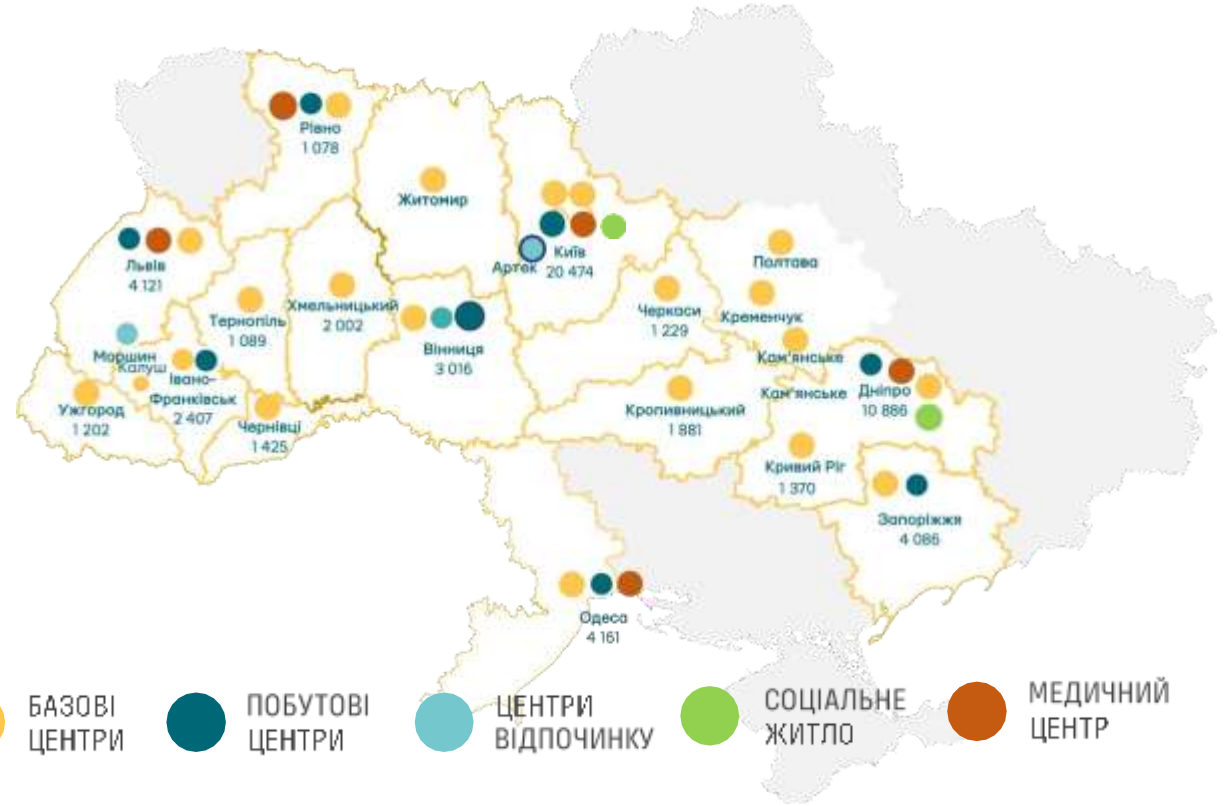 Рівно
1 078
Житомир
Київ
Артек
20 474
Львів
4 121
Полтава
Хмельницький
2 002
Тернопіль
1 089
Черкаси
1 229
Кременчук
Вінниця
3 016
Моршин
Калуш
Івано-
Франківськ
2 407
Кам'янське
Кам'янське
Дніпро
10 886
Ужгород
1 202
Чернівці
1 425
Кропивницький
1 881
Кривий Ріг
1 370
Запоріжжя
4 086
Одеса
4 161
БАЗОВІ
ЦЕНТРИ
ПОБУТОВІ
ЦЕНТРИ
ЦЕНТРИ
ВІДПОЧИНКУ
СОЦІАЛЬНЕ
ЖИТЛО
МЕДИЧНИЙ
ЦЕНТР